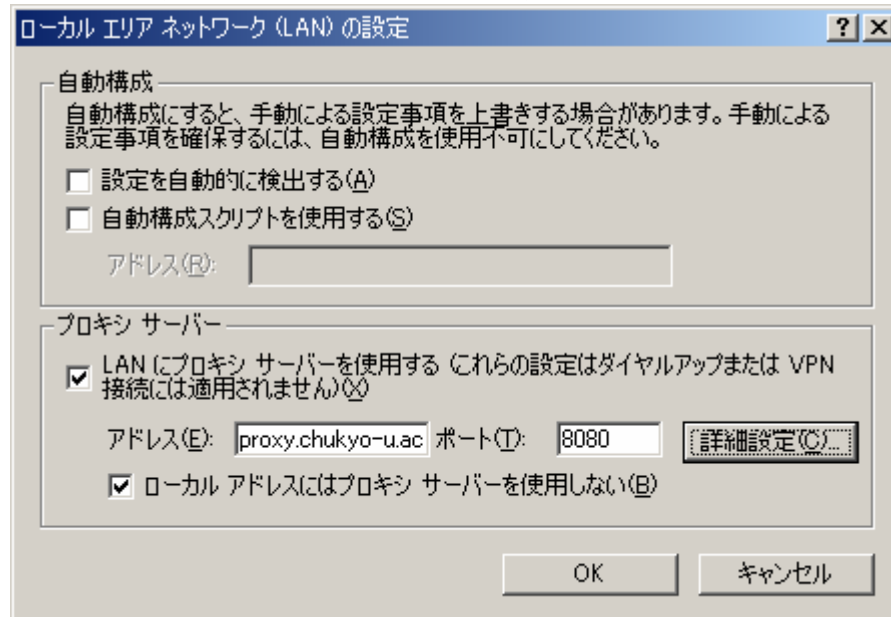 ローカル エリア ネットワーク (LAN) の設定
自動構成
自動構成にすると、手動による設定事項を上書きする場合があります。手動による
設定事項を確保するには、自動構成を使用不可にしてください。
設定を自動的に検出する(A)
自動構成スクリプトを使用する(S)
アドレス(R):
プロキシ サーバー
LAN にプロキシ サーバーを使用する (これらの設定はダイヤルアップまたは VPN
接続には適用されません)(X)
アドレス(E): proxy.chukyo-u.ac ポート(T): 8080 詳細設定(C)...
ローカル アドレスにはプロキシ サーバーを使用しない(B)
OK キャンセル